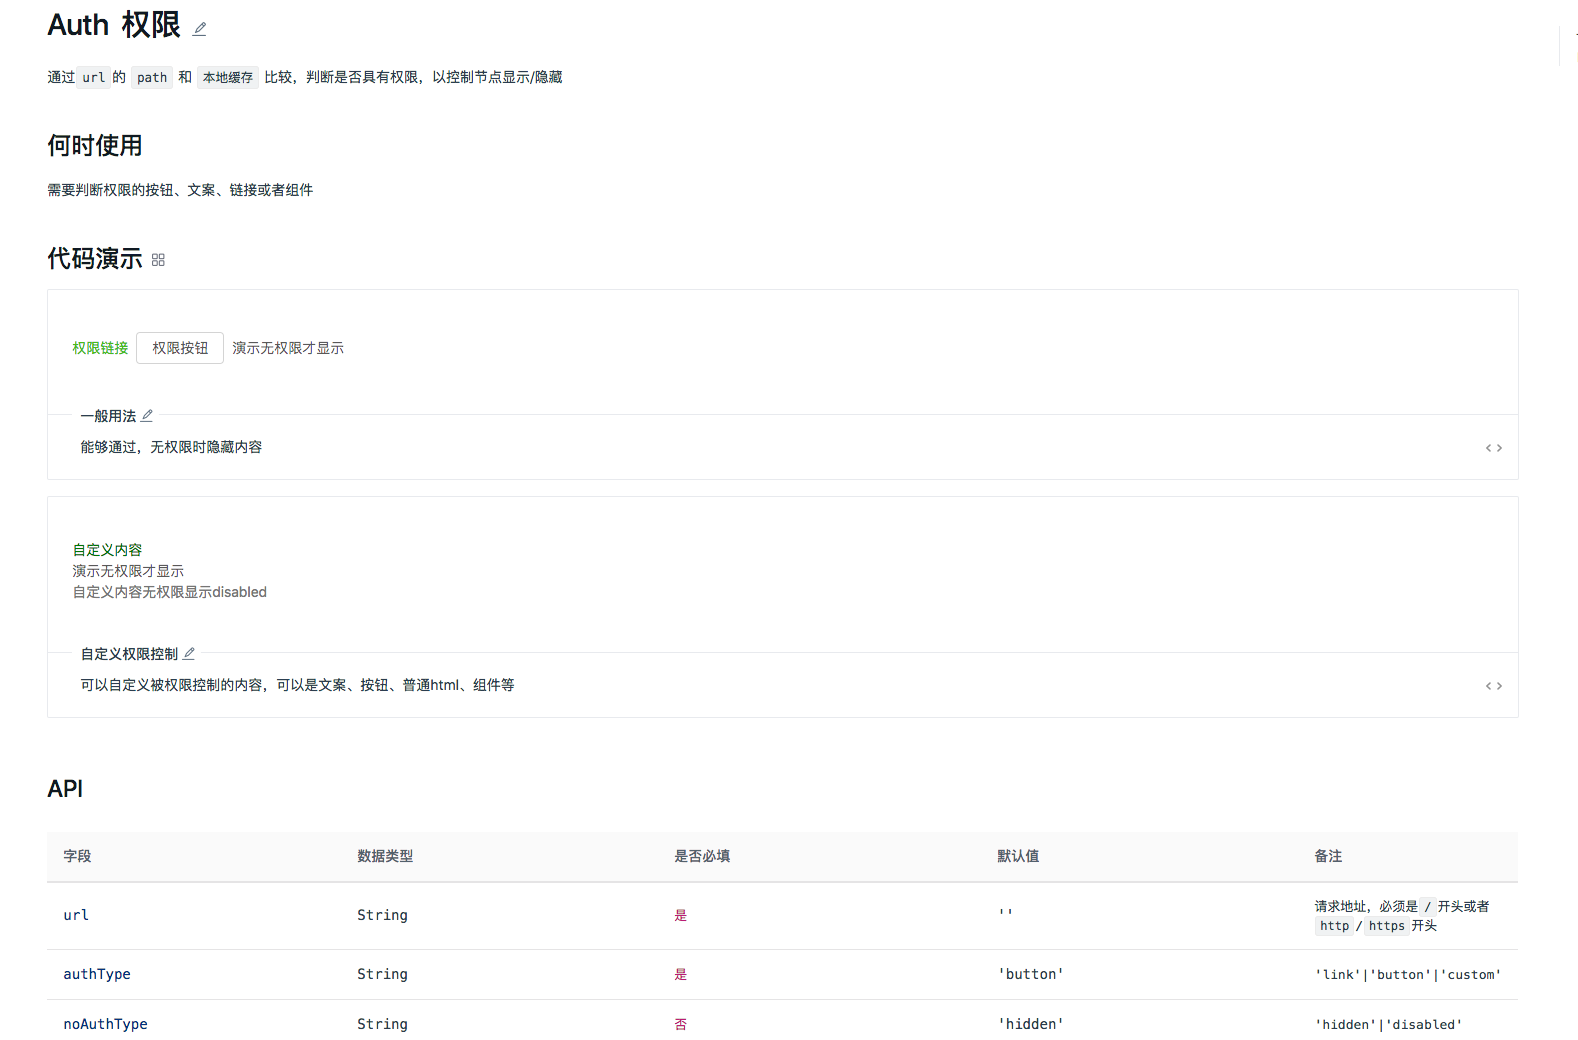 Auth 权限
通过 url 的 path 和 本地缓存 比较，判断是否具有权限，以控制节点显示/隐藏
何时使用
需要判断权限的按钮、文案、链接或者组件
代码演示
权限链接 权限按钮 演示无权限才显示
一般用法
能够通过，无权限时隐藏内容
自定义内容
演示无权限才显示
自定义内容无权限显示disabled
自定义权限控制
可以自定义被权限控制的内容，可以是文案、按钮、普通html、组件等
API
字段 数据类型 是否必填 默认值 备注
url String 是 '' 请求地址，必须是 / 开头或者
http / https 开头
authType String 是 'button' 'link'|'button'|'custom'
noAuthType String 否 'hidden' 'hidden'|'disabled'